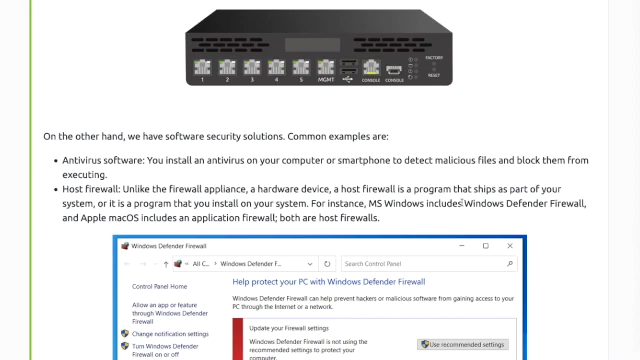 FACTORY
1 2 3 4 5 MGMT CONSOLE CONSOLE RESET
On the other hand, we have software security solutions. Common examples are:
• Antivirus software: You install an antivirus on your computer or smartphone to detect malicious files and block them from
executing.
• Host firewall: Unlike the firewall appliance, a hardware device, a host firewall is a program that ships as part of your
system, or it is a program that you install on your system. For instance, MS Windows includes Windows Defender Firewall,
and Apple macOS includes an application firewall; both are host firewalls.
Windows Defender Firewall
All C... Windows Defender F... Search Control Panel
Control Panel Home
Help protect your PC with Windows Defender Firewall
Windows Defender Firewall can help prevent hackers or malicious software from gaining access to your
PC through the Internet or a network.
Allow an app or feature
through Windows Defender
Firewall
Change notification settings
Turn Windows Defender
Firewall on or off
Update your Firewall settings
Windows Defender Firewall is not using the
recommended settings to protect your
computer.
Use recommended settings